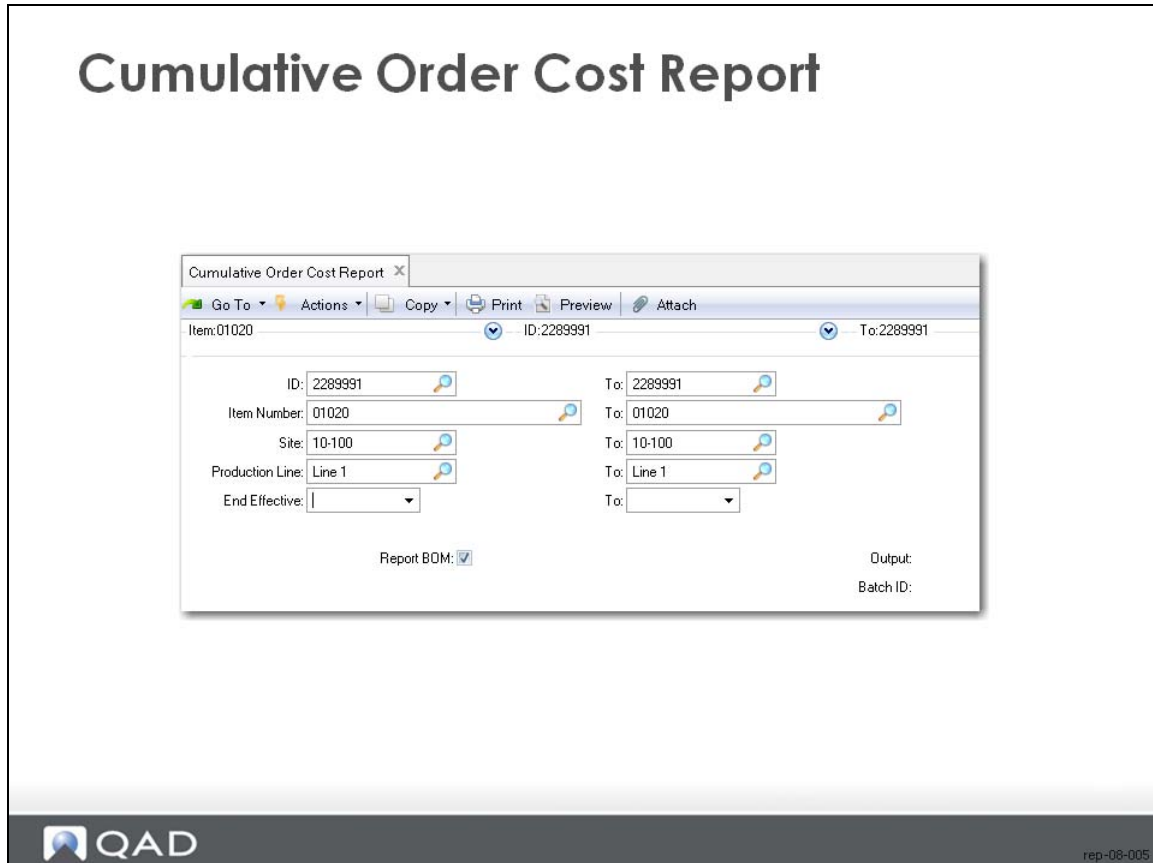 Cumulative Order Cost Report
Cumulative Order Cost Report X
Go To Actions Copy Print Preview Attach
Item:01020 ID:2289991 To:2289991
ID: 2289991 To: 2289991
Item Number: 01020 To: 01020
Site: 10-100 To: 10-100
Production Line: Line 1 To: Line 1
End Effective: To:
Report BOM: Output:
Batch ID:
QAD
rep-08-005